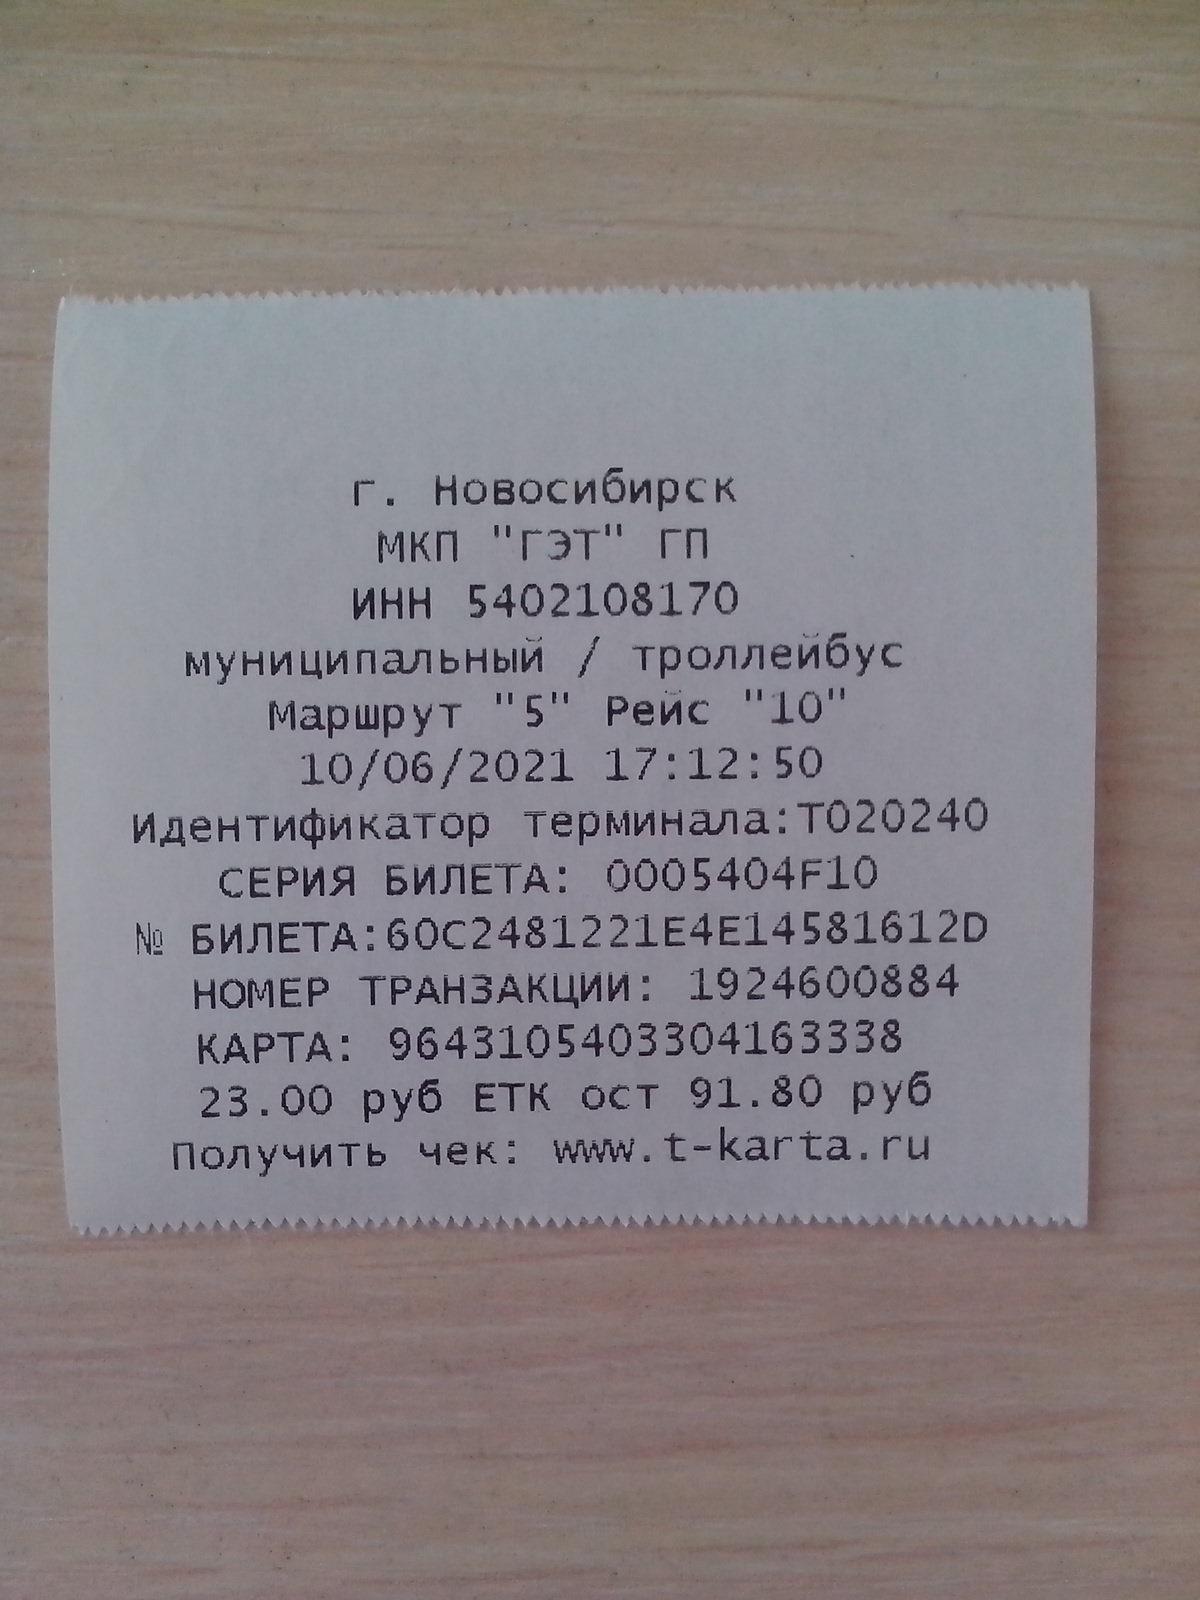 г. Новосибирск
МКП "ГЭТ" ГП
ИНН 5402108170
муниципальный / троллейбус
Маршрут "5" Рейс "10"
10/06/2021 17:12:50
Идентификатор терминала:Т020240
СЕРИЯ БИЛЕТА: 0005404F10
№ БИЛЕТА:60C2481221E4E14581612D
НОМЕР ТРАНЗАКЦИИ: 1924600884
КАРТА: 9643105403304163338
23.00 руб ЕТК ост 91.80 руб
Получить чек: www.t-karta.ru